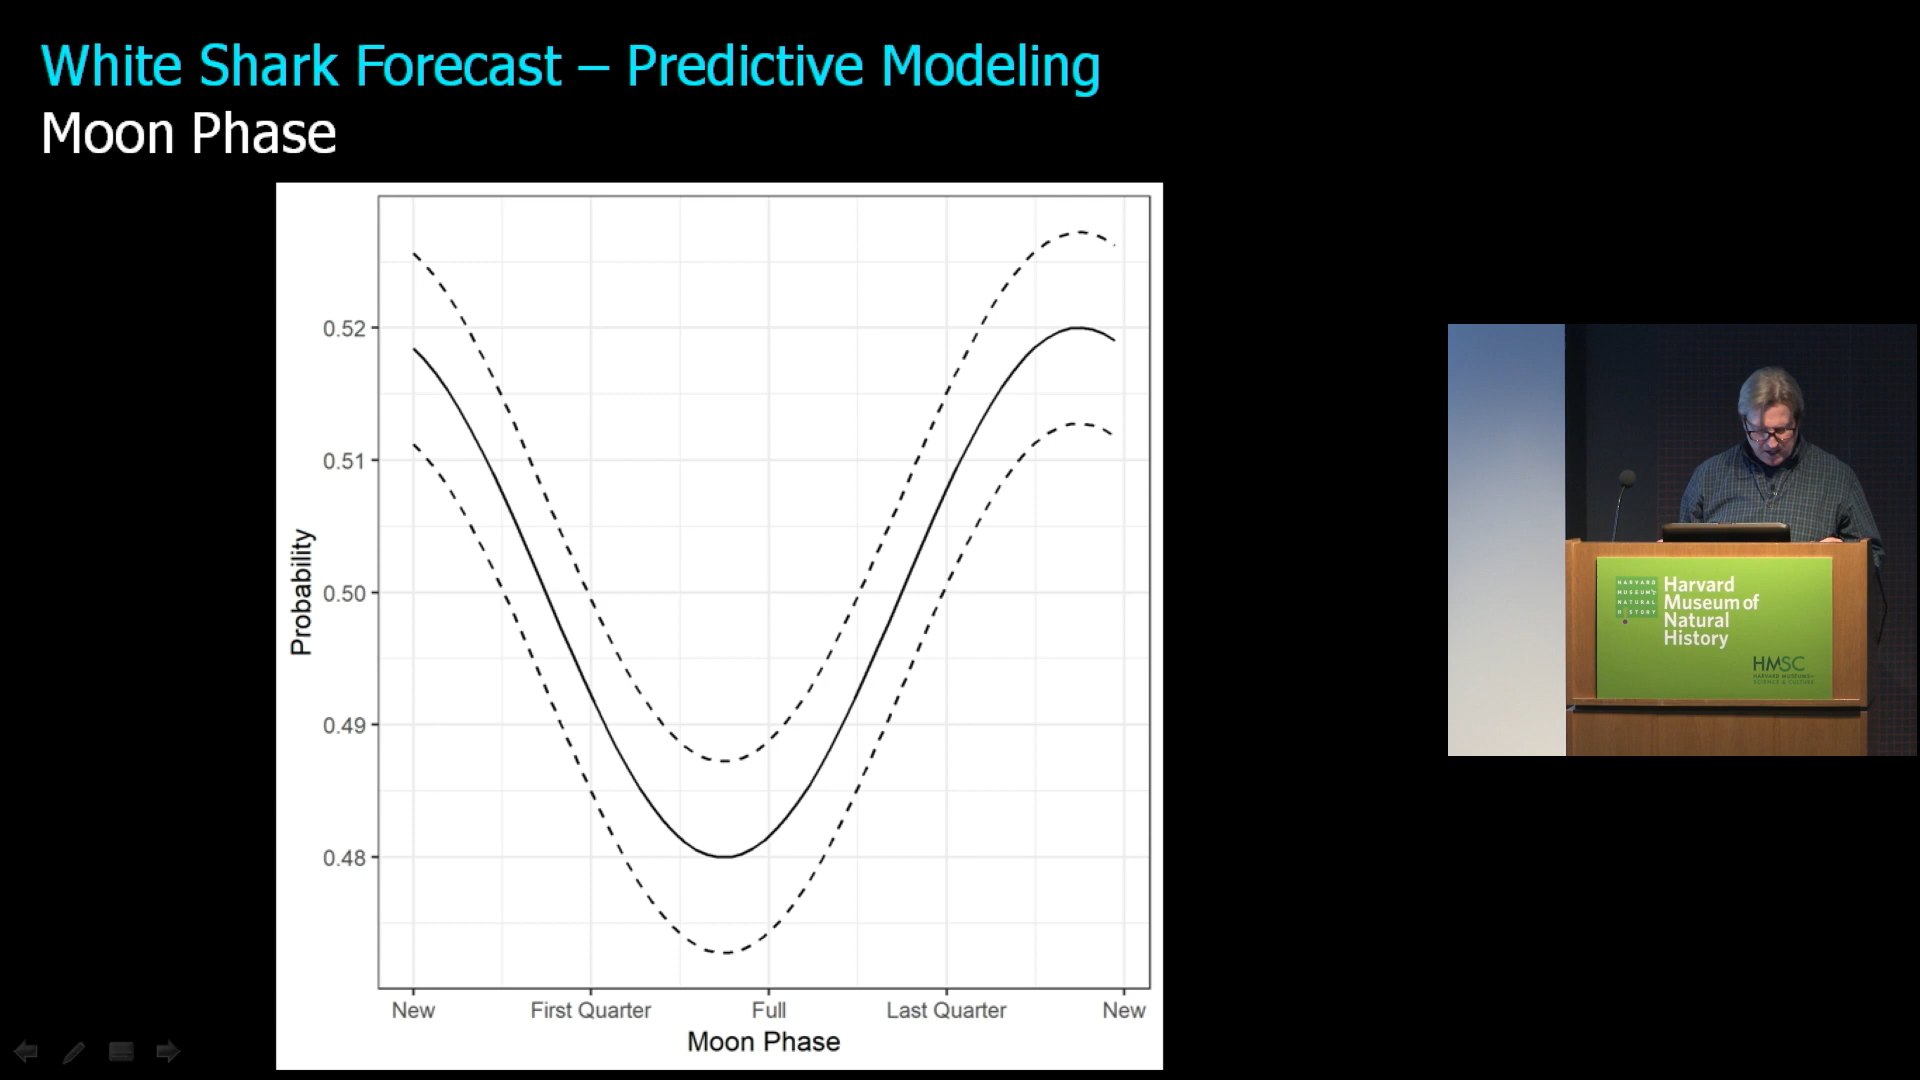 White Shark Forecast – Predictive Modeling
Moon Phase
Probability
0.52
0.51
0.50
0.49
0.48
New
First Quarter
Full
Last Quarter
New
Moon Phase
HARVARD
MUSEUM OF
NATURAL
HISTORY
Harvard
Museum of
Natural
History
HMSC
HARVARD MUSEUMS OF
SCIENCE & CULTURE